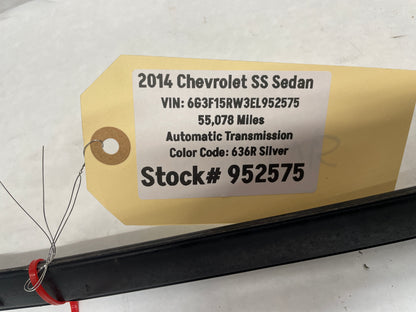 2014 Chevrolet SS Sedan
VIN: 6G3F15RW3EL952575
55,078 Miles
Automatic Transmission
Color Code: 636R Silver
Stock# 952575